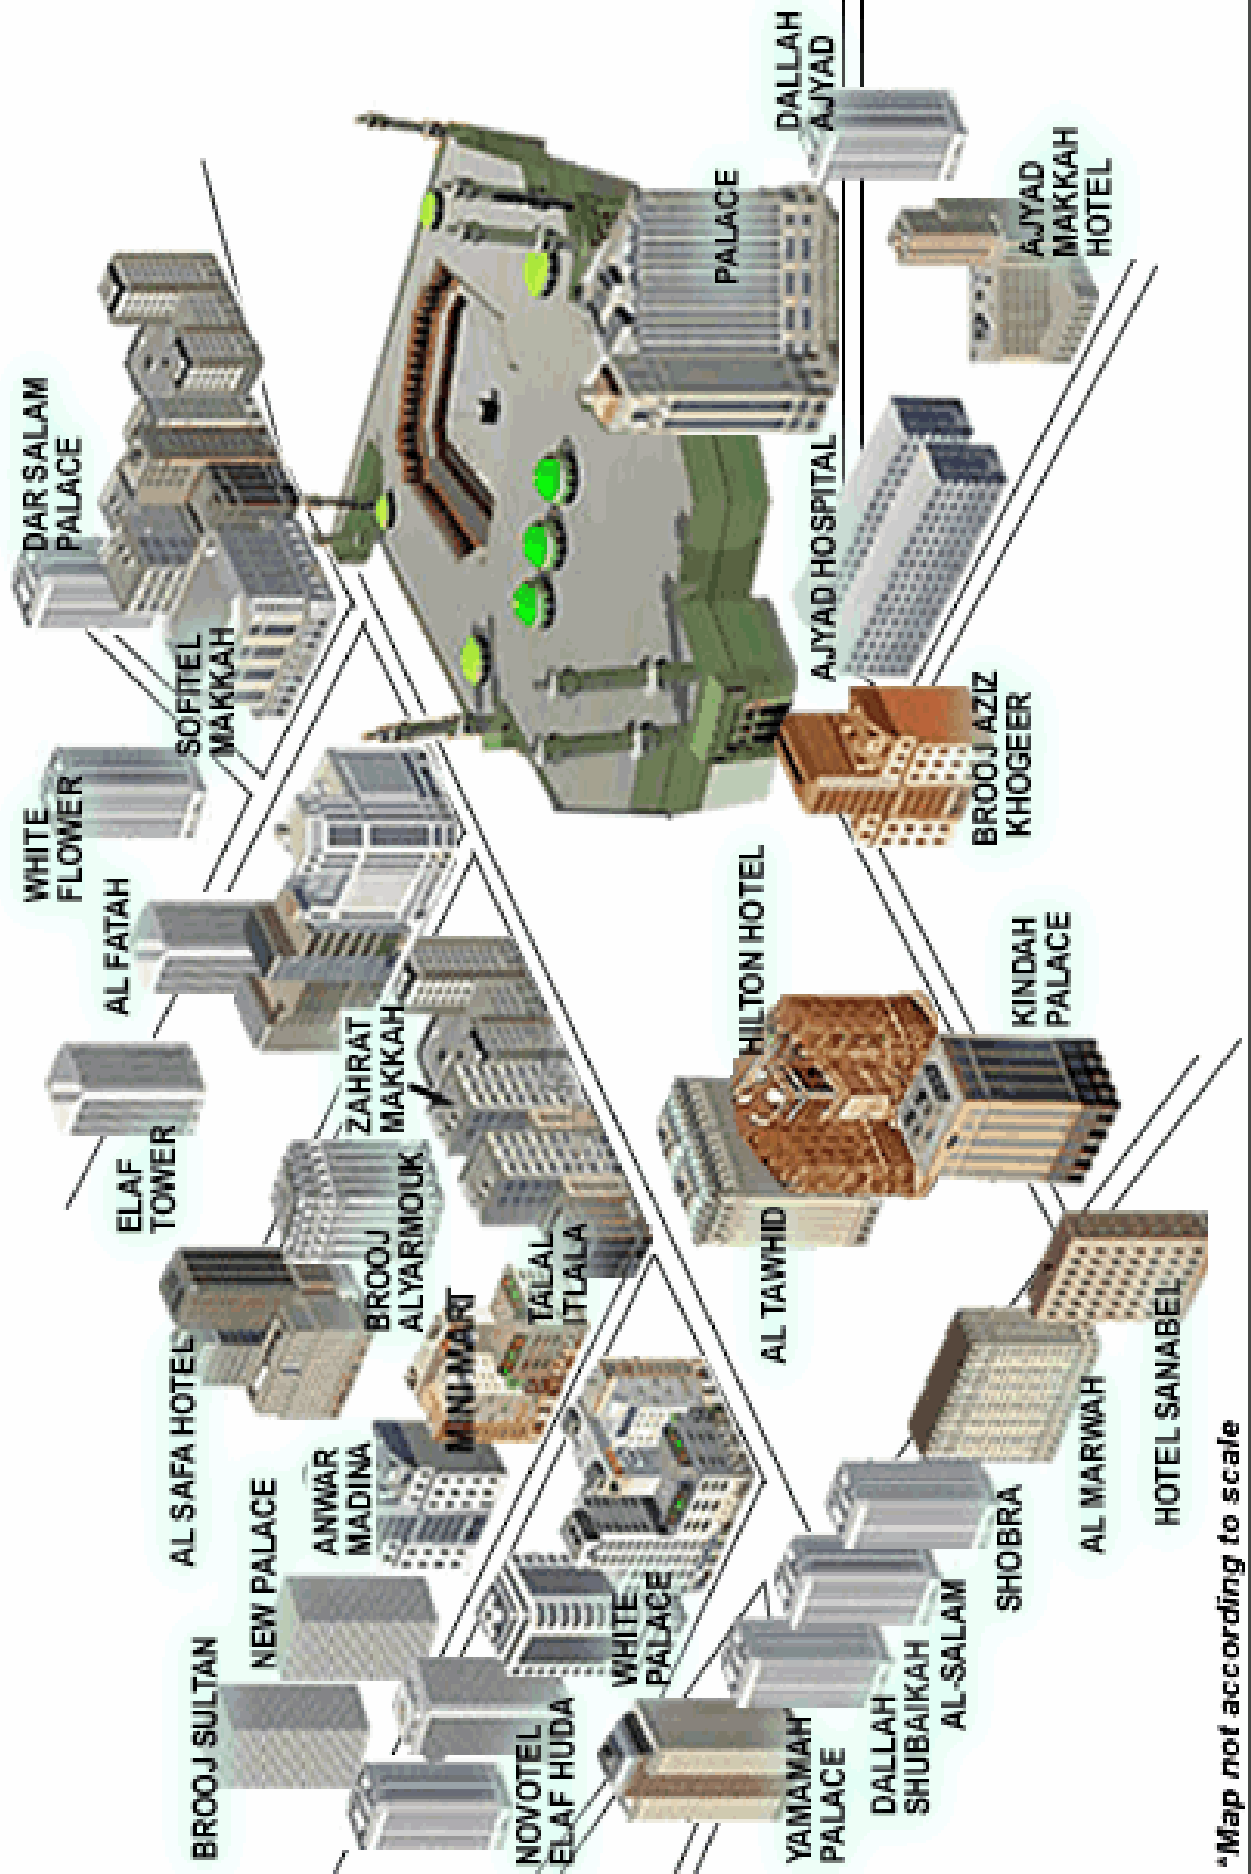 BROOJ SULTAN
NEW PALACE
AL SAFA HOTEL
ELAF
TOWER
AL FATAH
WHITE
FLOWER
DAR SALAM
PALACE
SOFITEL
MAKKAH
ANWAR
MADINA
BROOJ
ALYARMOUK
ZAHRAT
MAKKAH
MINI-MART
NOVOTEL
ELAF HUDA
WHITE
PALACE
TALAL
ITLALA
YAMAMAH
PALACE
DALLAH
SHUBAIKAH
AL-SALAM
SHOBRA
AL MARWAH
HOTEL SANABEL
AL TAWHID
HILTON HOTEL
KINDAH
PALACE
BROOJ AZIZ
KHOGEER
AJYAD HOSPITAL
PALACE
DALLAH
AJYAD
AJYAD
MAKKAH
HOTEL
*Map not according to scale